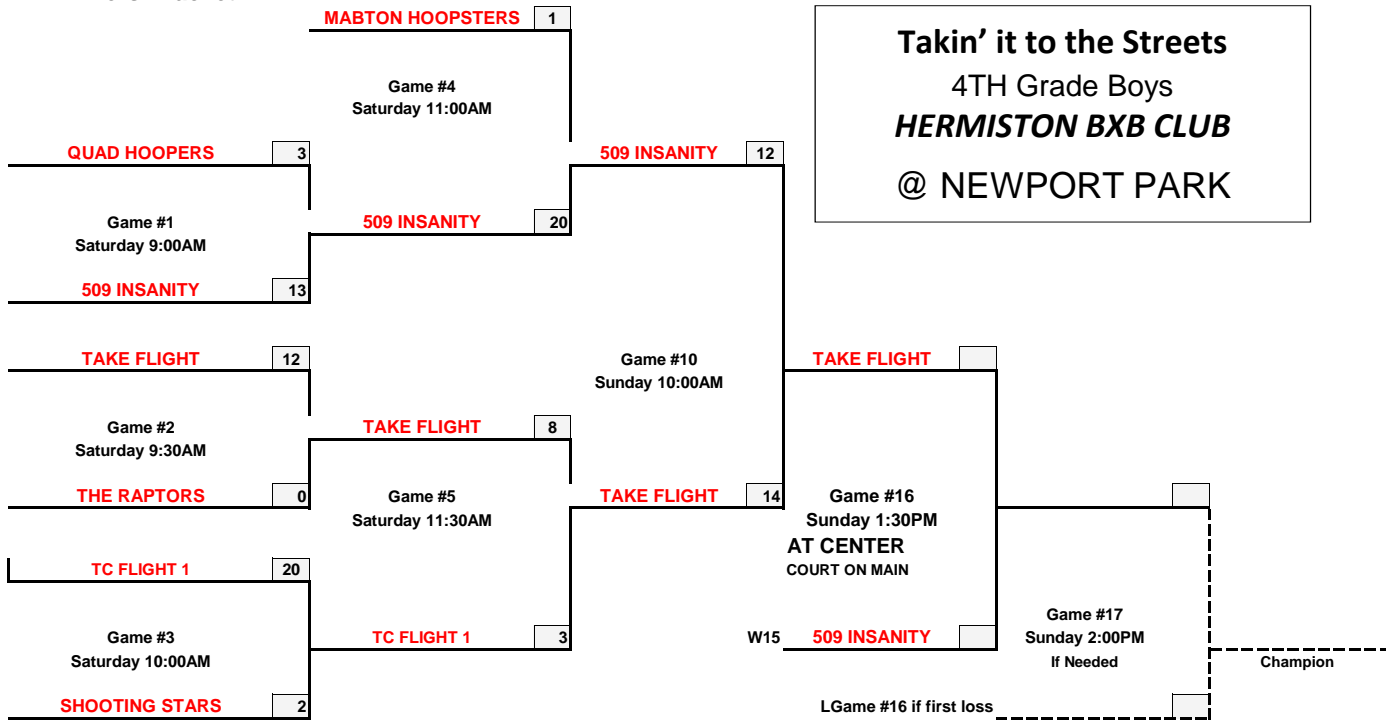 MABTON HOOPSTERS 1
Takin’ it to the Streets
4TH Grade Boys
HERMISTON BXB CLUB
@ NEWPORT PARK
Game #4
Saturday 11:00AM
QUAD HOOPERS 3
509 INSANITY 12
Game #1
Saturday 9:00AM
509 INSANITY 20
509 INSANITY 13
TAKE FLIGHT 12
Game #10
Sunday 10:00AM
TAKE FLIGHT
Game #2
Saturday 9:30AM
TAKE FLIGHT 8
THE RAPTORS 0
Game #5
Saturday 11:30AM
TAKE FLIGHT 14
Game #16
Sunday 1:30PM
AT CENTER
COURT ON MAIN
TC FLIGHT 1 20
Game #3
Saturday 10:00AM
TC FLIGHT 1 3
W15 509 INSANITY
Game #17
Sunday 2:00PM
If Needed
Champion
SHOOTING STARS 2
LGame #16 if first loss